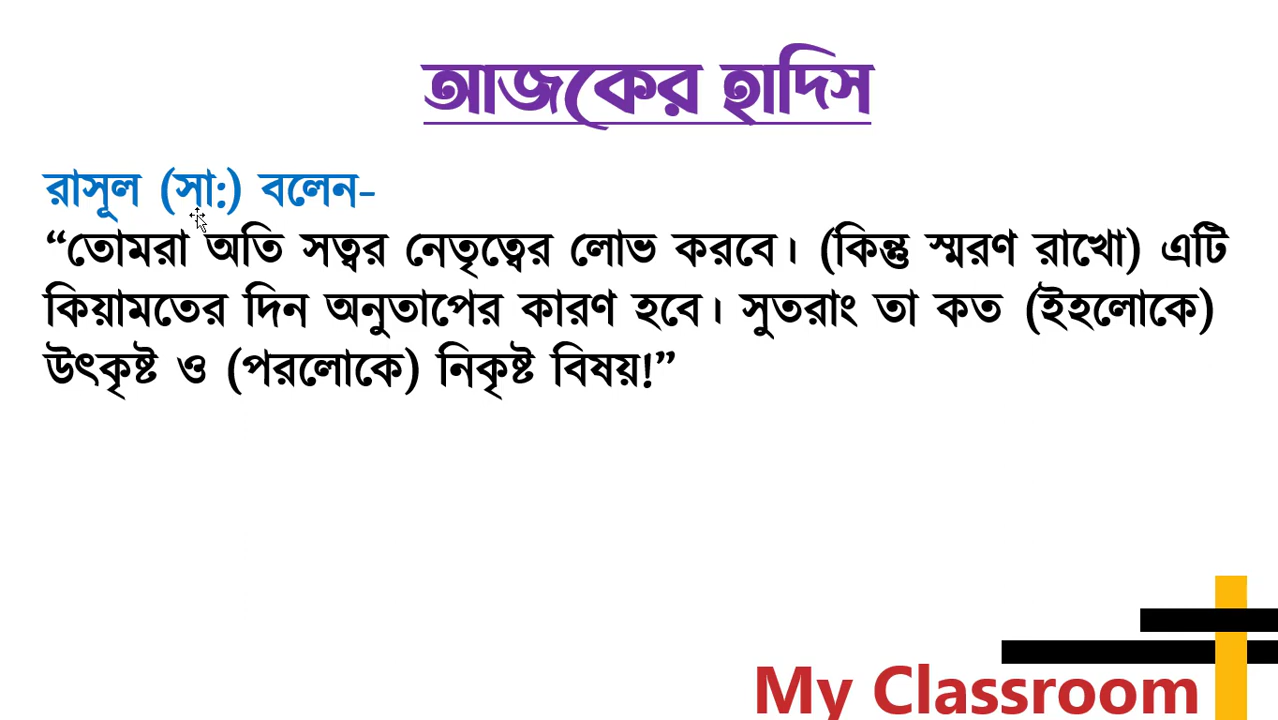 আজকের হাদিস
রাসূল (সা:) বলেন-
“তোমরা অতি সত্বর নেতৃত্বের লোভ করবে। (কিন্তু স্মরণ রাখো) এটি
কিয়ামতের দিন অনুতাপের কারণ হবে। সুতরাং তা কত (ইহলোকে)
উৎকৃষ্ট ও (পরলোকে) নিকৃষ্ট বিষয়!”
My Classroom